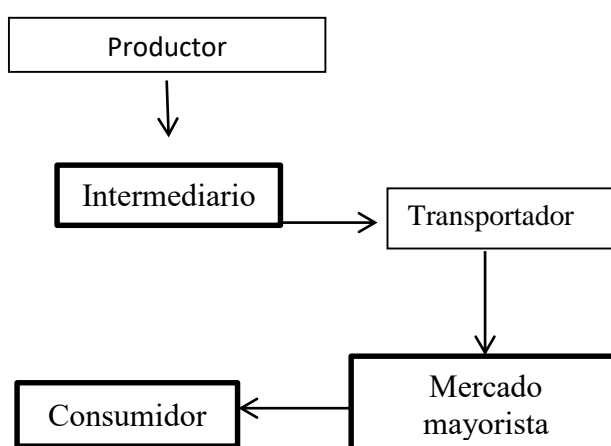 Productor
Intermediario
Transportador
Mercado
mayorista
Consumidor